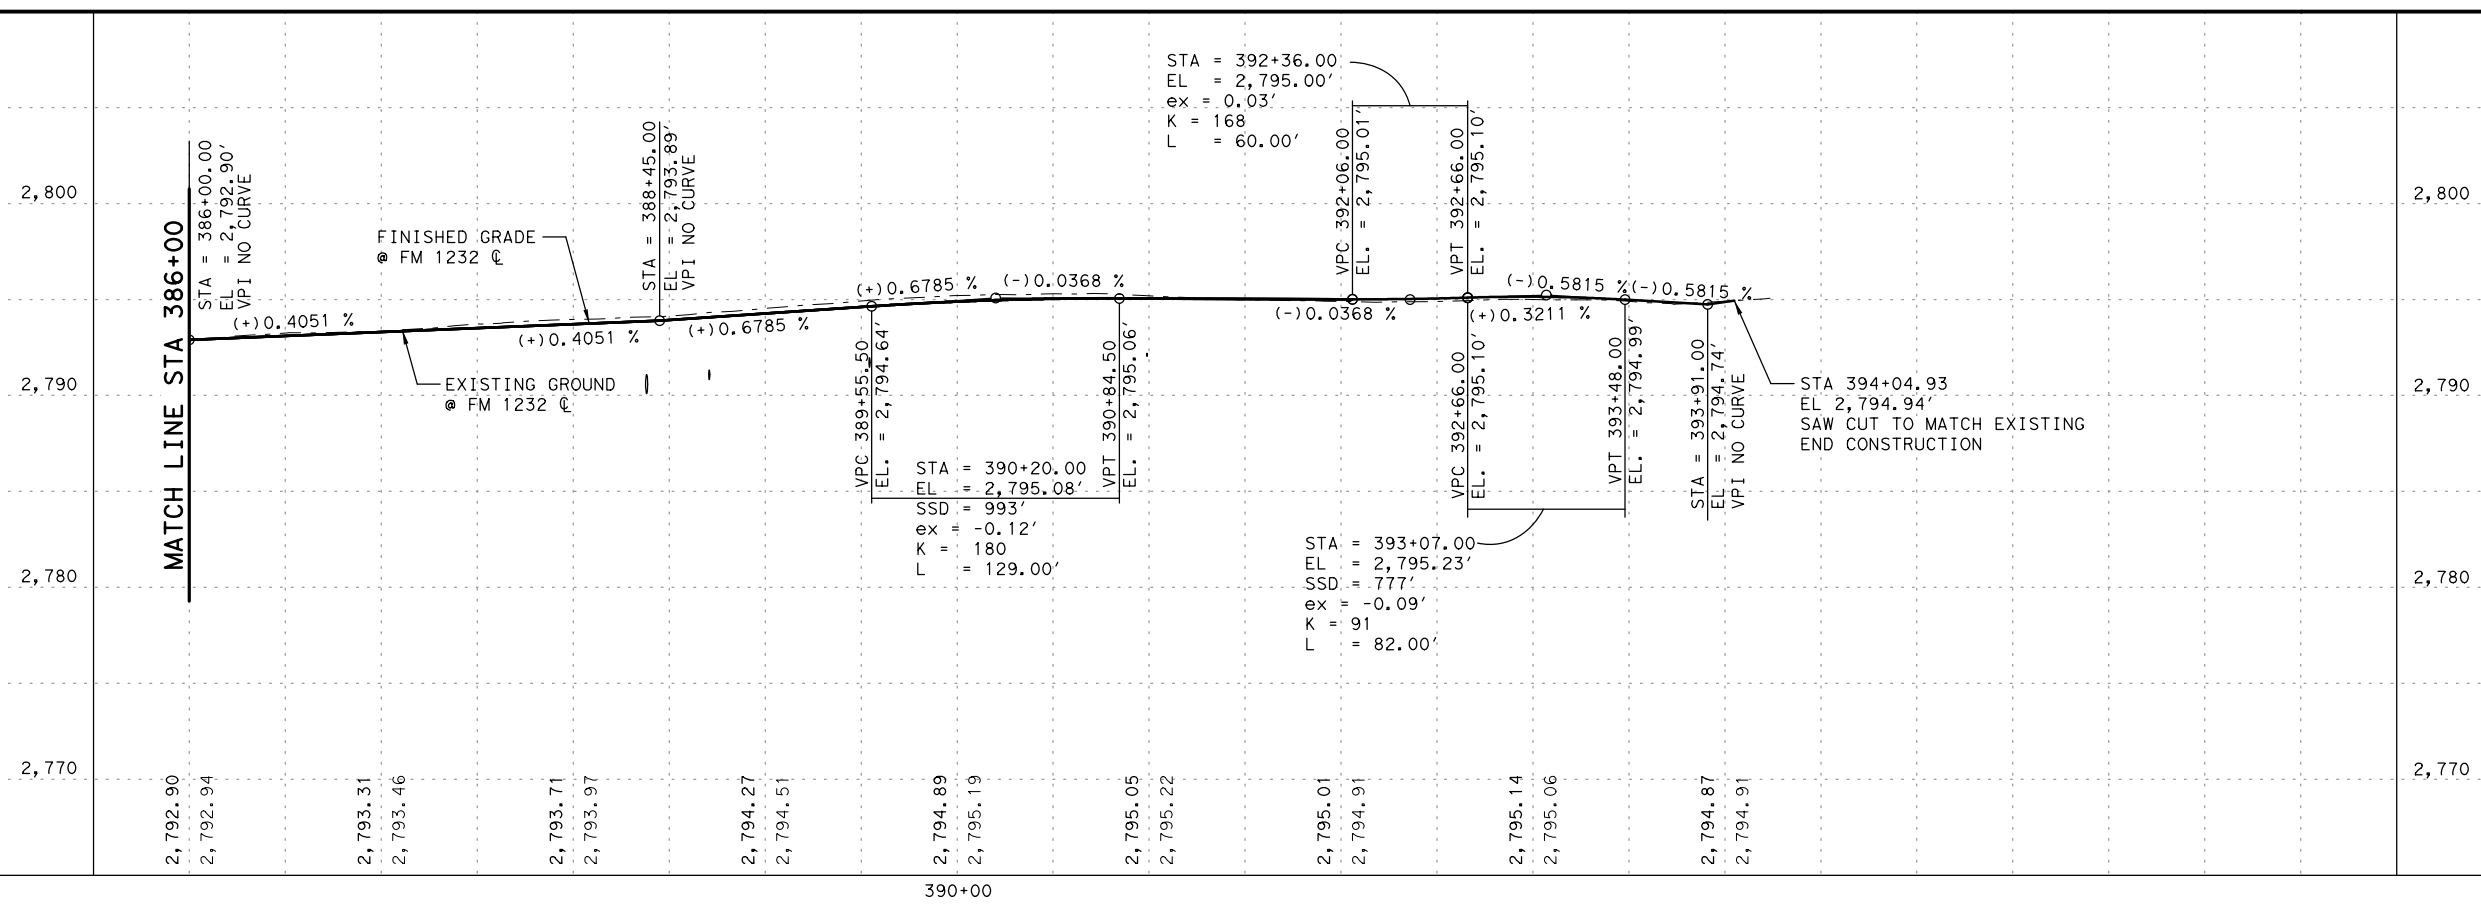 STA = 392+36.00
EL = 2,795.00′
ex = 0.03′
K = 168
L = 60.00′
2,800
2,800
2,790
2,790
2,780
2,780
2,770
2,770
MATCH LINE STA 386+00
STA = 386+00.00
EL = 2,792.90′
VPI NO CURVE
FINISHED GRADE
@ FM 1232 ℄
STA = 388+45.00
EL = 2,793.89′
VPI NO CURVE
VPC 392+06.00
EL. = 2,795.01′
VPT 392+66.00
EL. = 2,795.10′
(+)0.4051 %
(+)0.4051 %
(+)0.6785 %
(+)0.6785 %
(-)0.0368 %
(-)0.0368 %
(+)0.3211 %
(-)0.5815 %
(-)0.5815 %
EXISTING GROUND
@ FM 1232 ℄
VPC 389+55.50
EL. = 2,794.64′
VPT 390+84.50
EL. = 2,795.06′
STA = 390+20.00
EL = 2,795.08′
SSD = 993′
ex = -0.12′
K = 180
L = 129.00′
VPC 392+66.00
EL. = 2,795.10′
VPT 393+48.00
EL. = 2,794.99′
STA = 393+91.00
EL = 2,794.74′
VPI NO CURVE
STA 394+04.93
EL 2,794.94′
SAW CUT TO MATCH EXISTING
END CONSTRUCTION
STA = 393+07.00
EL = 2,795.23′
SSD = 777′
ex = -0.09′
K = 91
L = 82.00′
2,792.90
2,792.94
2,793.31
2,793.46
2,793.71
2,793.97
2,794.27
2,794.51
2,794.89
2,795.19
2,795.05
2,795.22
2,795.01
2,794.91
2,795.14
2,795.06
2,794.87
2,794.91
390+00